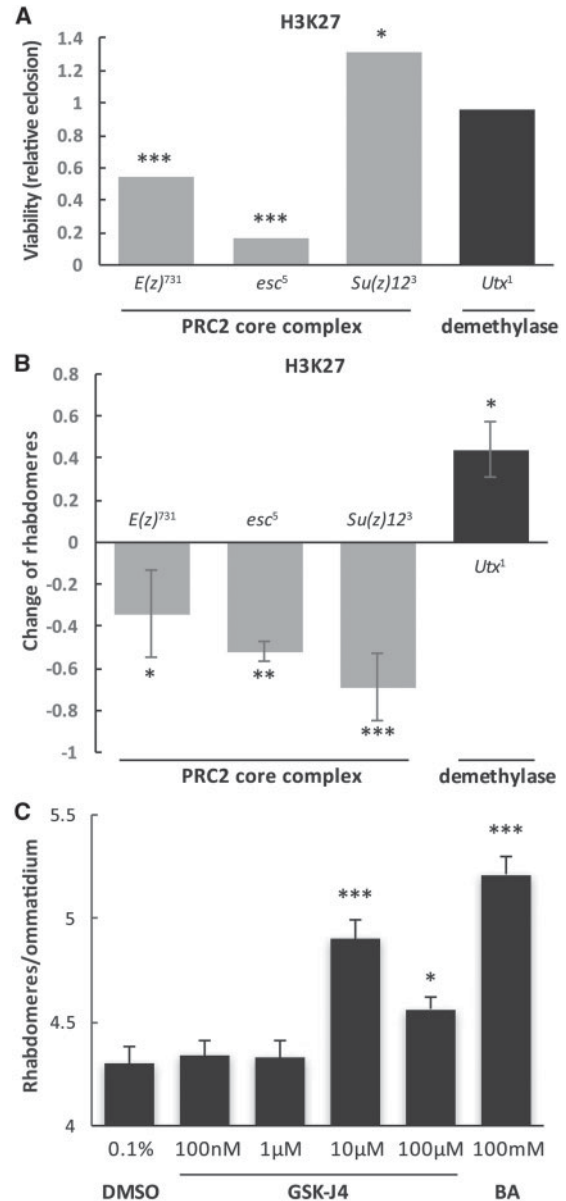 A
H3K27
Viability (relative eclosion)
1.4
1.2
1
0.8
0.6
0.4
0.2
0
***
***
*
E(z)⁷³¹ esc⁵ Su(z)12³ Utx¹
PRC2 core complex demethylase
B
H3K27
Change of rhabdomeres
0.8
0.6
0.4
0.2
0
-0.2
-0.4
-0.6
-0.8
-1
*
E(z)⁷³¹ esc⁵ Su(z)12³
Utx¹
*
**
***
PRC2 core complex demethylase
C
Rhabdomeres/ommatidium
5.5
5
4.5
4
***
*
***
0.1% 100nM 1µM 10µM 100µM 100mM
DMSO GSK-J4 BA